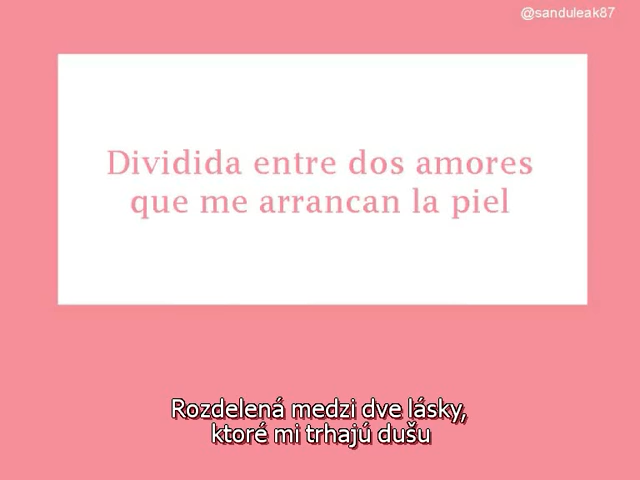 @sanduleak87
Dividida entre dos amores
que me arrancan la piel
Rozdelená medzi dve lásky,
ktoré mi trhajú dušu